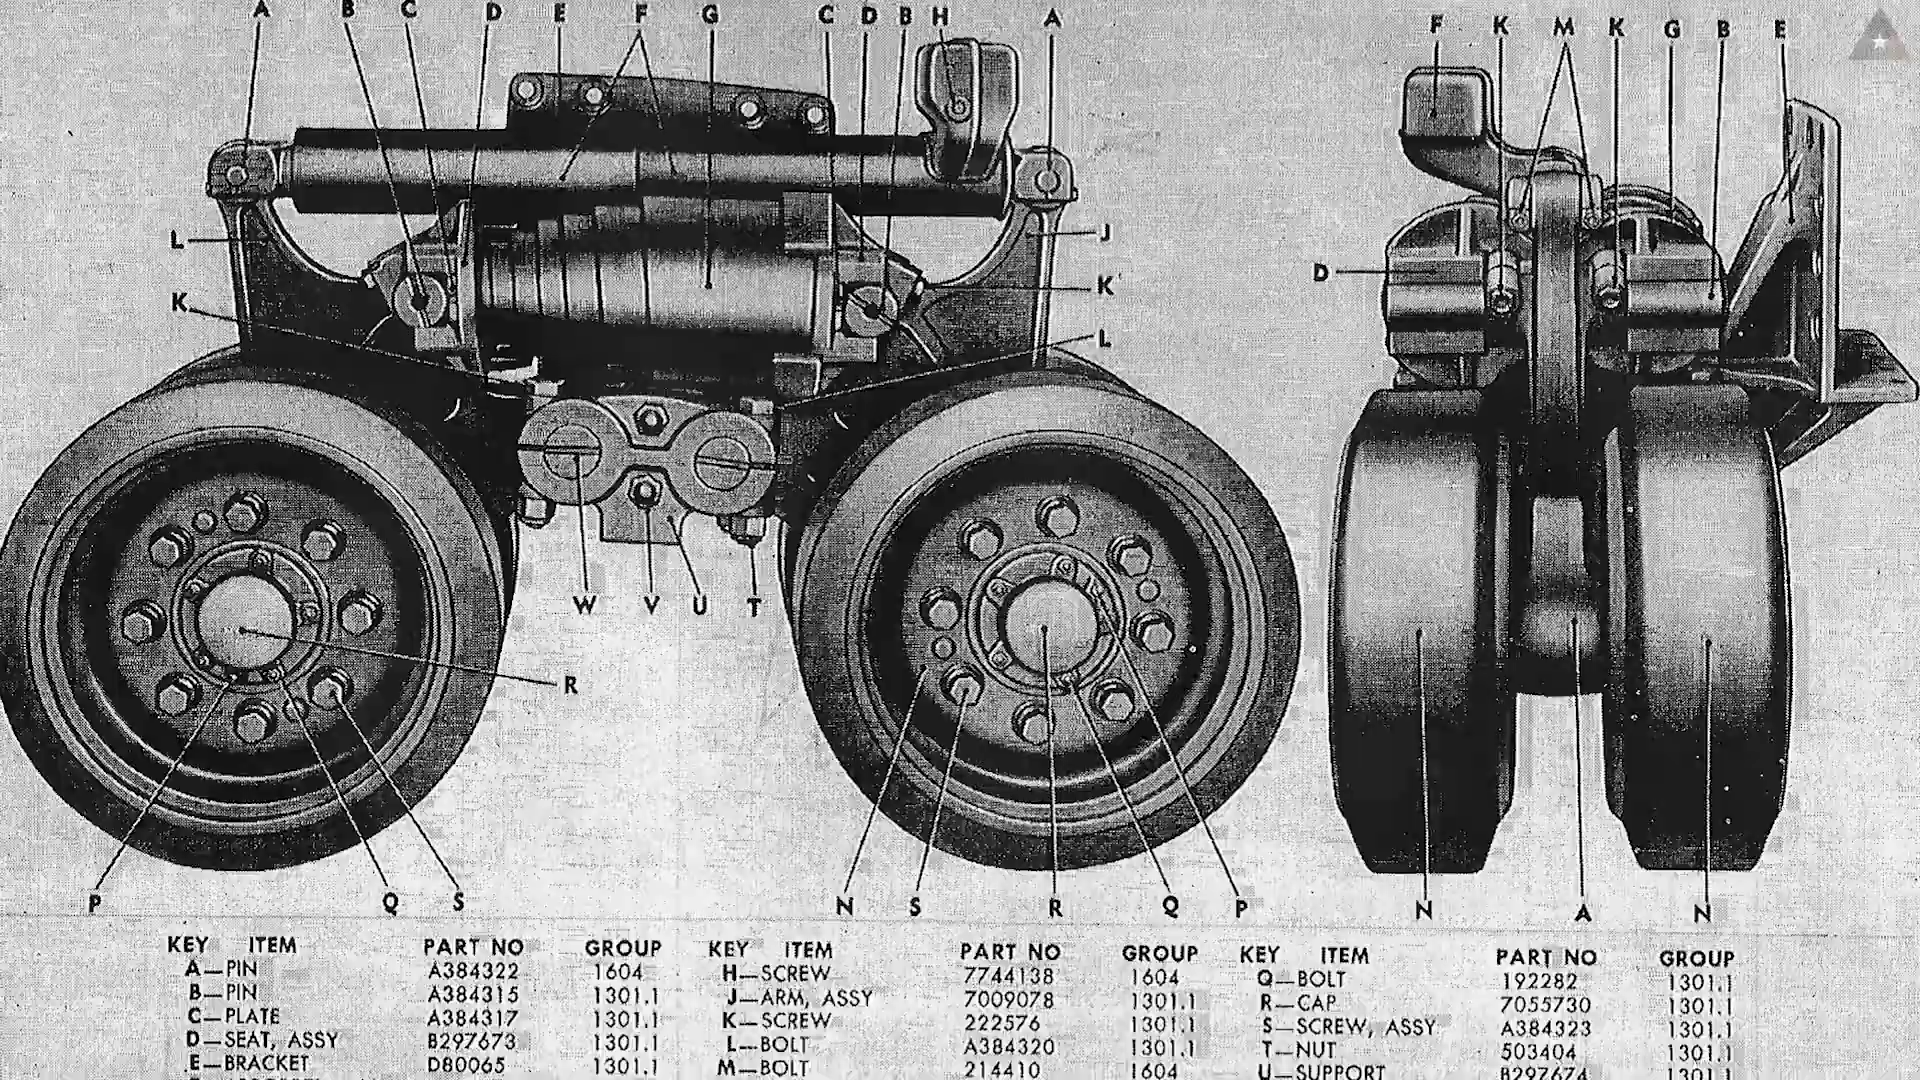 A B C D E F G C D B H A
F K M K G B E
L J
D
K K
L
W V U T
R
P Q S N S R Q P N A N
KEY ITEM PART NO GROUP
A—PIN A384322 1604
B—PIN A384315 1301.1
C—PLATE A384317 1301.1
D—SEAT, ASSY B297673 1301.1
E—BRACKET D80065 1301.1
KEY ITEM PART NO GROUP
H—SCREW 7744138 1604
J—ARM, ASSY 7009078 1301.1
K—SCREW 222576 1301.1
L—BOLT A384320 1301.1
M—BOLT 214410 1604
KEY ITEM PART NO GROUP
Q—BOLT 192282 1301.1
R—CAP 7055730 1301.1
S—SCREW, ASSY A384323 1301.1
T—NUT 503404 1301.1
U—SUPPORT B297674 1301.1